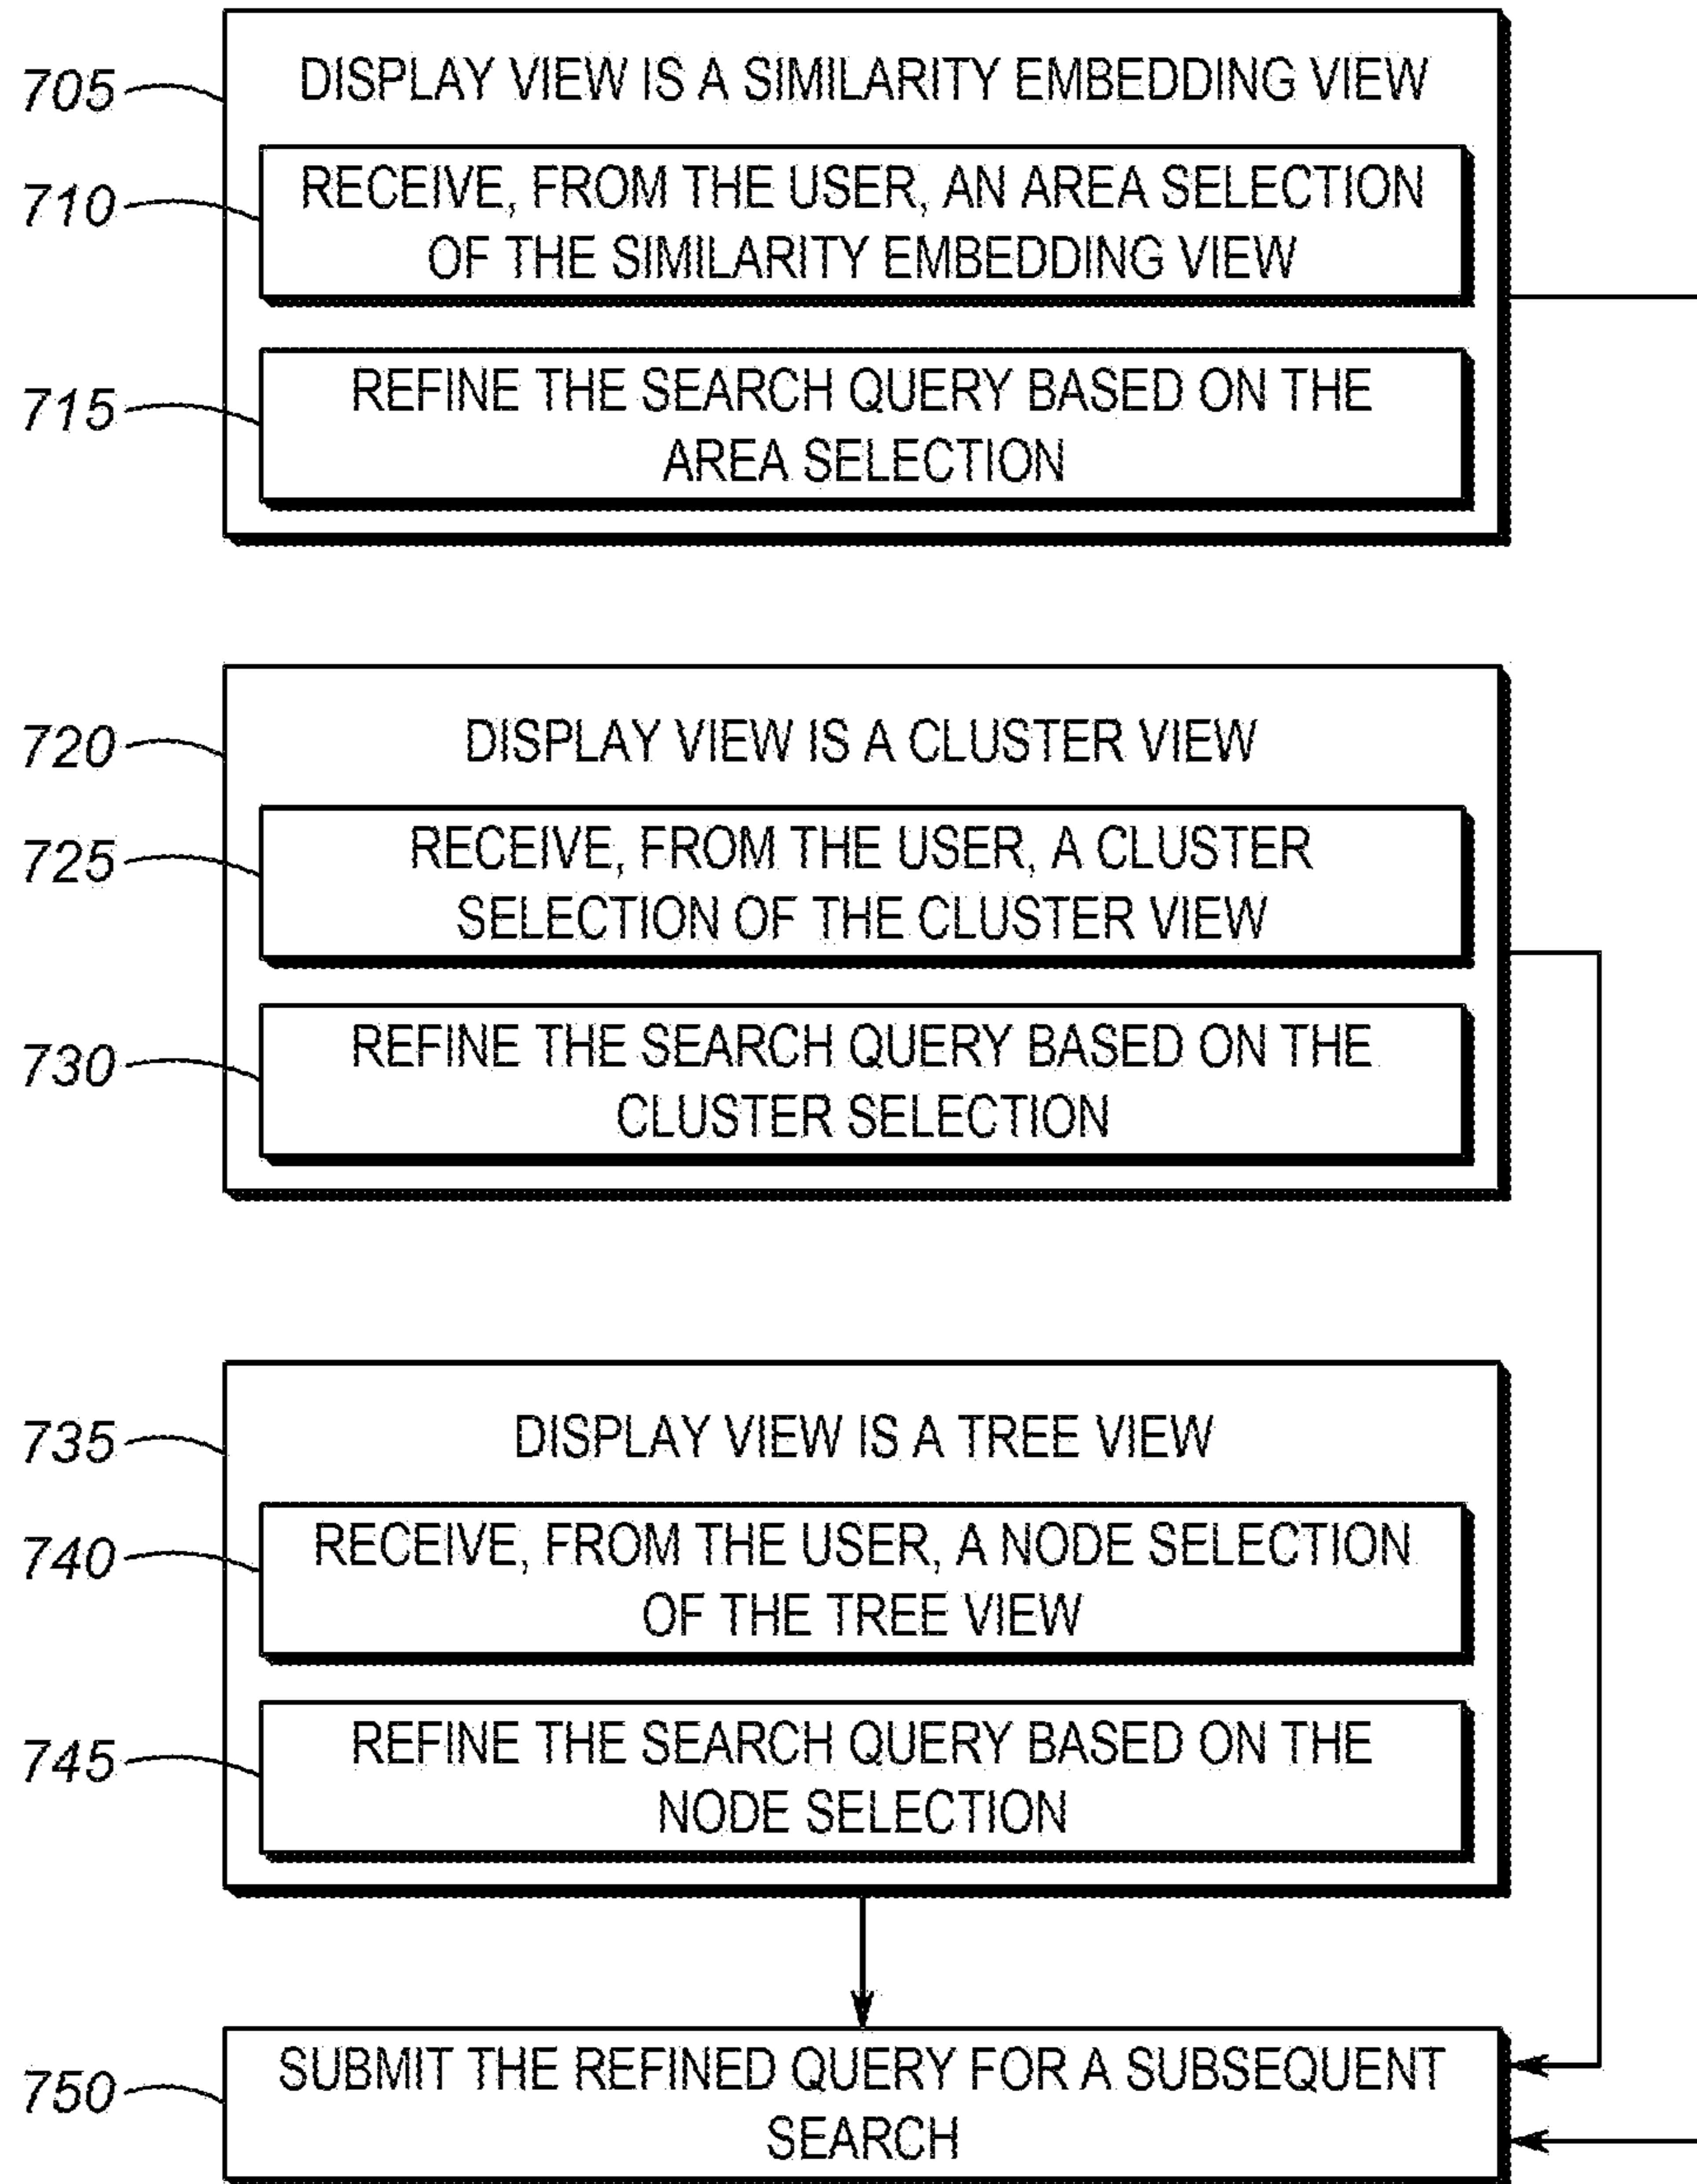 705
DISPLAY VIEW IS A SIMILARITY EMBEDDING VIEW
710
RECEIVE, FROM THE USER, AN AREA SELECTION
OF THE SIMILARITY EMBEDDING VIEW
715
REFINE THE SEARCH QUERY BASED ON THE
AREA SELECTION
720
DISPLAY VIEW IS A CLUSTER VIEW
725
RECEIVE, FROM THE USER, A CLUSTER
SELECTION OF THE CLUSTER VIEW
730
REFINE THE SEARCH QUERY BASED ON THE
CLUSTER SELECTION
735
DISPLAY VIEW IS A TREE VIEW
740
RECEIVE, FROM THE USER, A NODE SELECTION
OF THE TREE VIEW
745
REFINE THE SEARCH QUERY BASED ON THE
NODE SELECTION
750
SUBMIT THE REFINED QUERY FOR A SUBSEQUENT
SEARCH